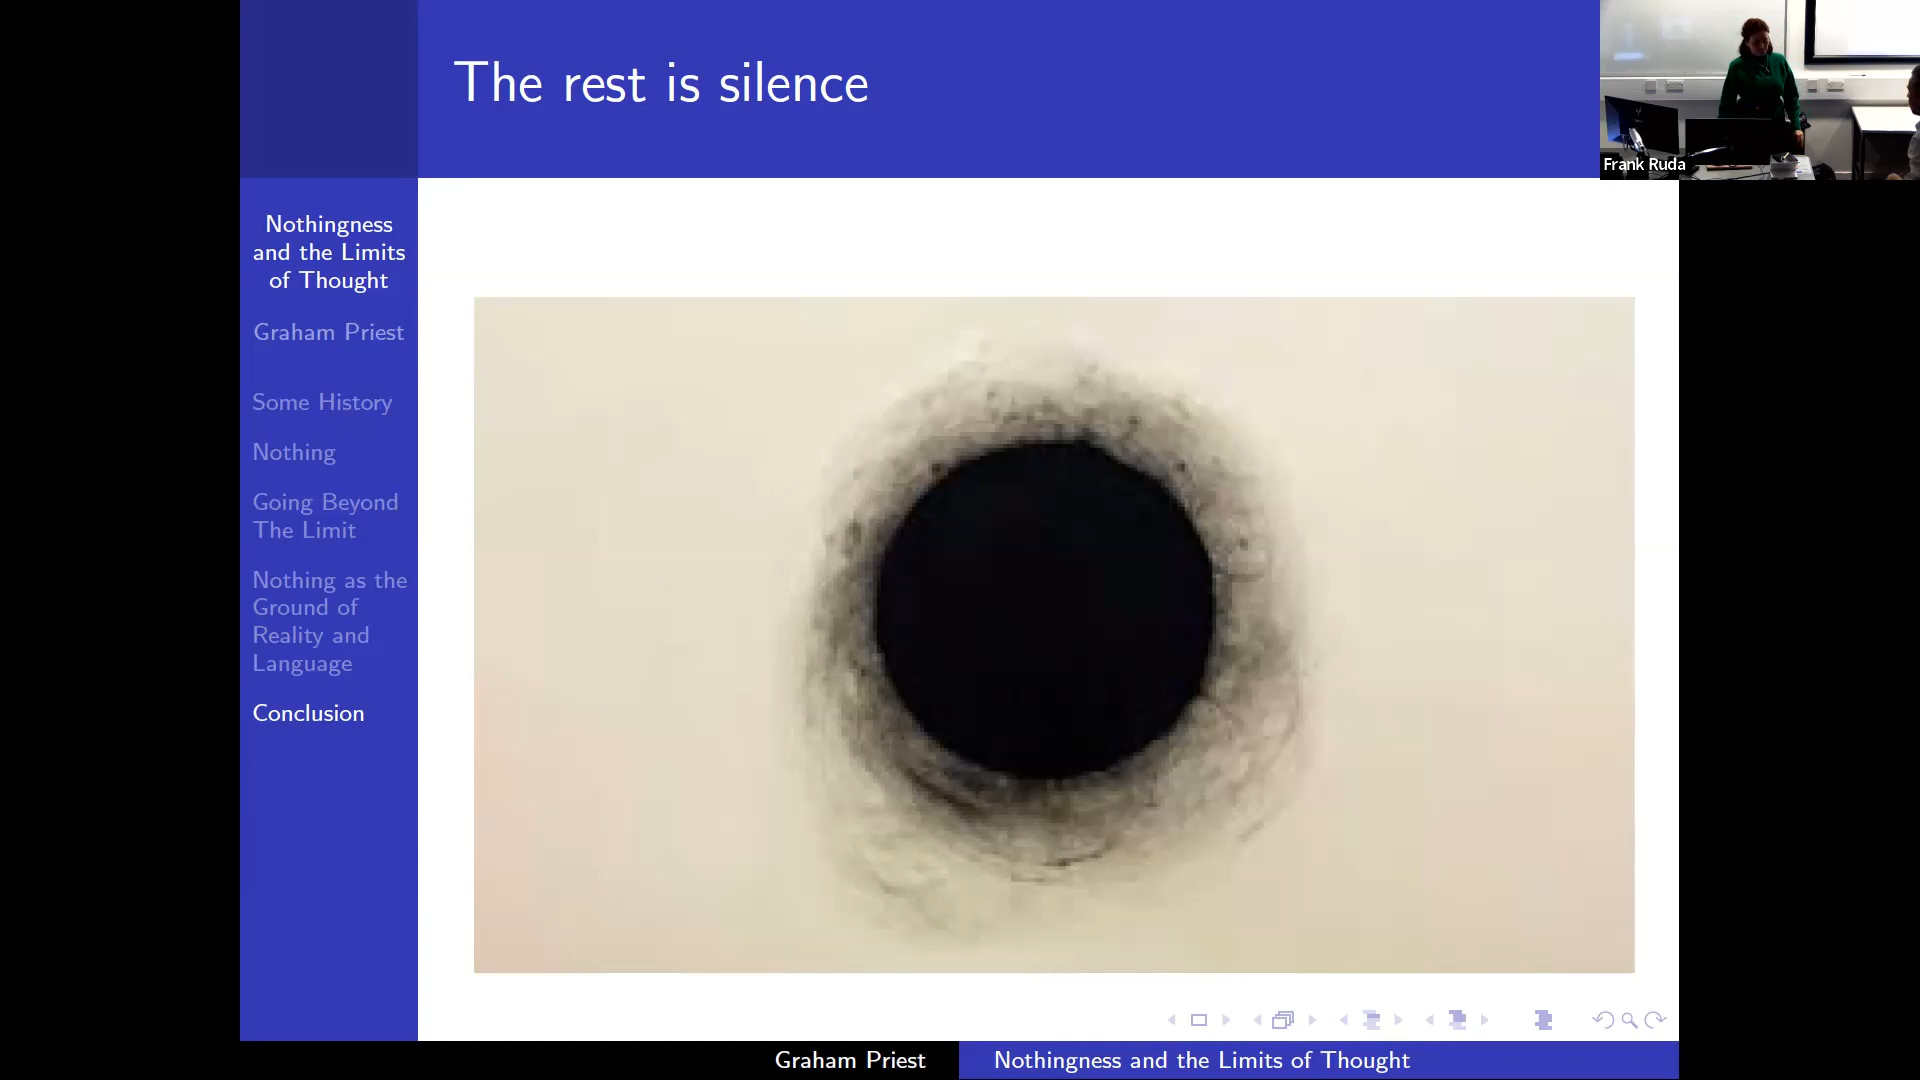 The rest is silence
Frank Ruda
Nothingness
and the Limits
of Thought
Graham Priest
Some History
Nothing
Going Beyond
The Limit
Nothing as the
Ground of
Reality and
Language
Conclusion
Graham Priest
Nothingness and the Limits of Thought